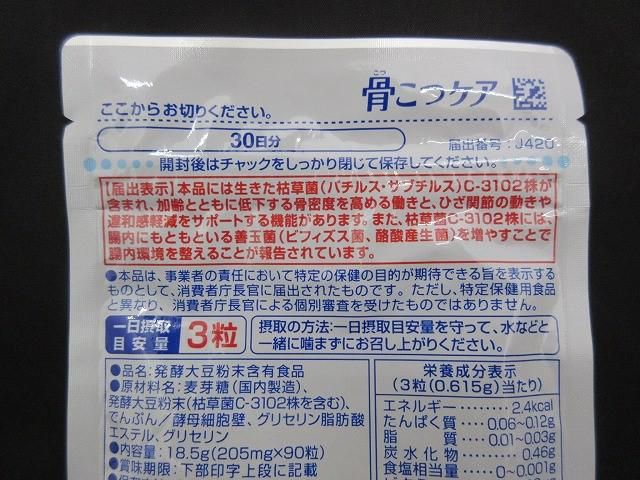 こつ
骨こつケア
ここからお切りください。
30日分
届出番号:J420
開封後はチャックをしっかり閉じて保存してください。
【届出表示】本品には生きた枯草菌(バチルス・サブチルス)C-3102株が
含まれ、加齢とともに低下する骨密度を高める働きと、ひざ関節の動きや
違和感軽減をサポートする機能があります。また、枯草菌C-3102株には、
腸内にもともといる善玉菌(ビフィズス菌、酪酸産生菌)を増やすことで
腸内環境を整えることが報告されています。
●本品は、事業者の責任において特定の保健の目的が期待できる旨を表示する
ものとして、消費者庁長官に届出されたものです。ただし、特定保健用食品
と異なり、消費者庁長官による個別審査を受けたものではありません。
一日摂取
目安量 3粒
摂取の方法:一日摂取目安量を守って、水などと
一緒に噛まずにお召し上がりください。
●品名:発酵大豆粉末含有食品
●原材料名:麦芽糖(国内製造)、
発酵大豆粉末(枯草菌C-3102株を含む)、
でんぷん/酵母細胞壁、グリセリン脂肪酸
エステル、グリセリン
●内容量:18.5g(205mg×90粒)
●賞味期限:下部印字上段に記載
栄養成分表示
(3粒(0.615g)当たり)
エネルギー……2.4kcal
たんぱく質……0.06~0.12g
脂質……0.01~0.03g
炭水化物……0.46g
食塩相当量……0~0.001g